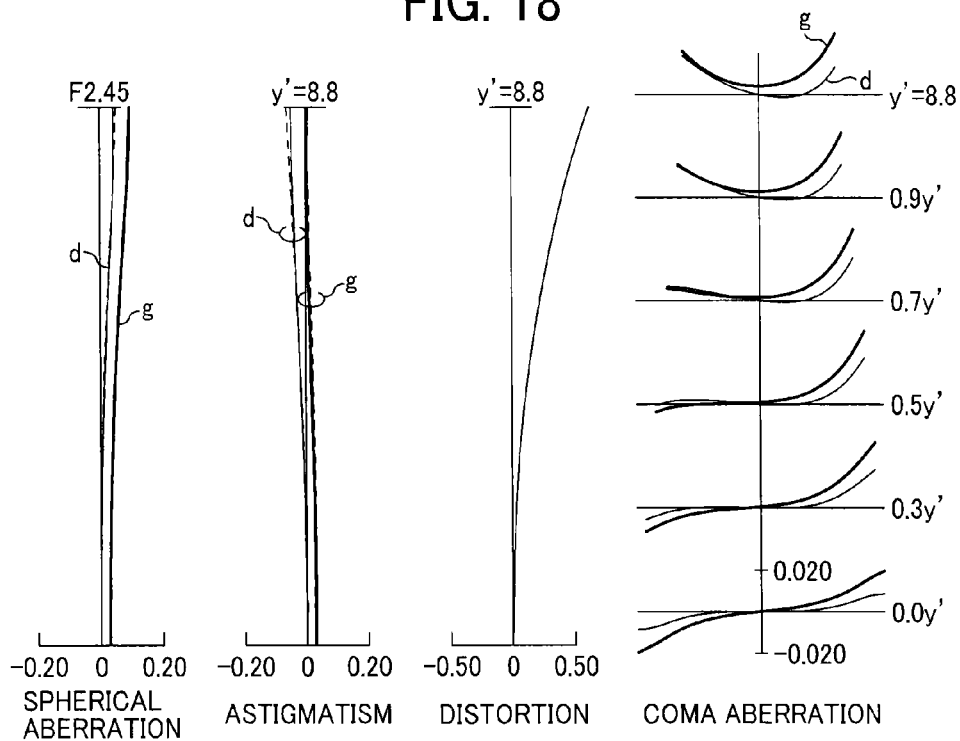 FIG. 18
F2.45
d
g
-0.20 0 0.20
SPHERICAL
ABERRATION
y'=8.8
d
g
-0.20 0 0.20
ASTIGMATISM
y'=8.8
-0.50 0 0.50
DISTORTION
g
d
y'=8.8
0.9y'
0.7y'
0.5y'
0.3y'
0.020
0.0y'
-0.020
COMA ABERRATION